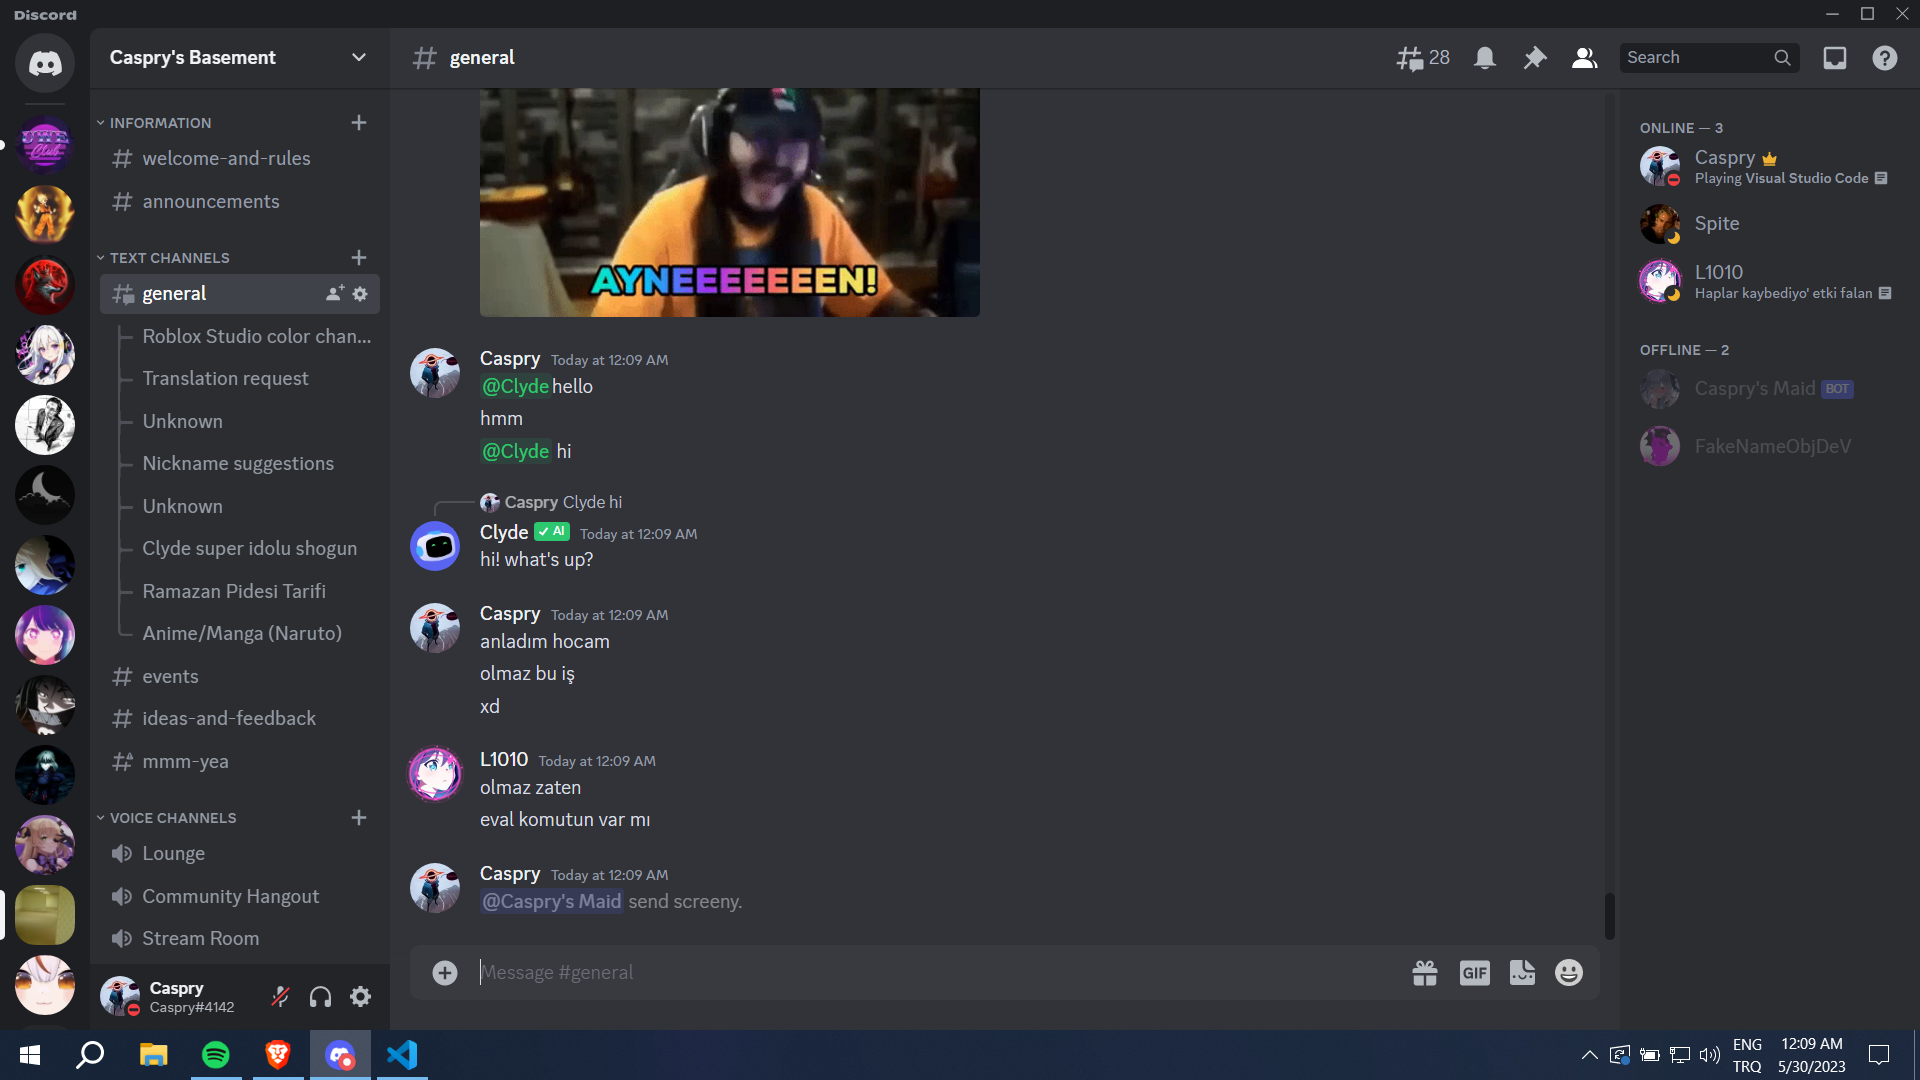 Discord
Caspry's Basement
general
28
Search
INFORMATION
welcome-and-rules
announcements
TEXT CHANNELS
general
Roblox Studio color chan...
Translation request
Unknown
Nickname suggestions
Unknown
Clyde super idolu shogun
Ramazan Pidesi Tarifi
Anime/Manga (Naruto)
events
ideas-and-feedback
mmm-yea
VOICE CHANNELS
Lounge
Community Hangout
Stream Room
Caspry
Caspry#4142
AYNEEEEEEEN!
Caspry Today at 12:09 AM
@Clyde hello
hmm
@Clyde hi
Caspry Clyde hi
Clyde ✓ AI Today at 12:09 AM
hi! what's up?
Caspry Today at 12:09 AM
anladım hocam
olmaz bu iş
xd
L1010 Today at 12:09 AM
olmaz zaten
eval komutun var mı
Caspry Today at 12:09 AM
@Caspry's Maid send screeny.
Message #general
GIF
ONLINE — 3
Caspry
Playing Visual Studio Code
Spite
L1010
Haplar kaybediyo' etki falan
OFFLINE — 2
Caspry's Maid BOT
FakeNameObjDeV
ENG
TRQ
12:09 AM
5/30/2023